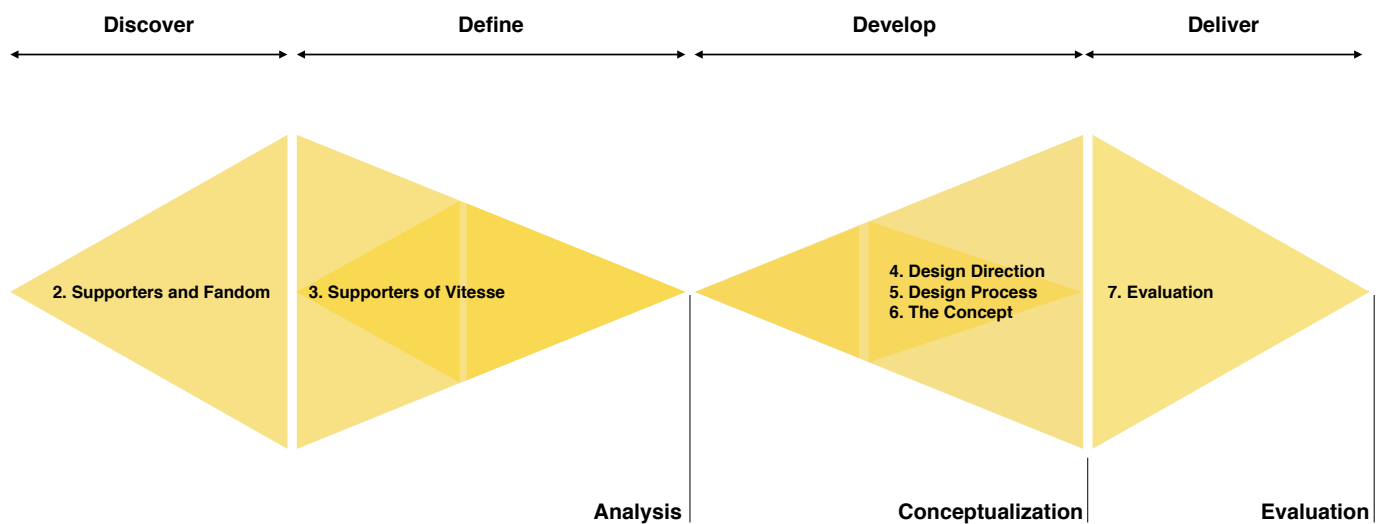 Discover
Define
Develop
Deliver
2. Supporters and Fandom
3. Supporters of Vitesse
4. Design Direction
5. Design Process
6. The Concept
7. Evaluation
Analysis
Conceptualization
Evaluation